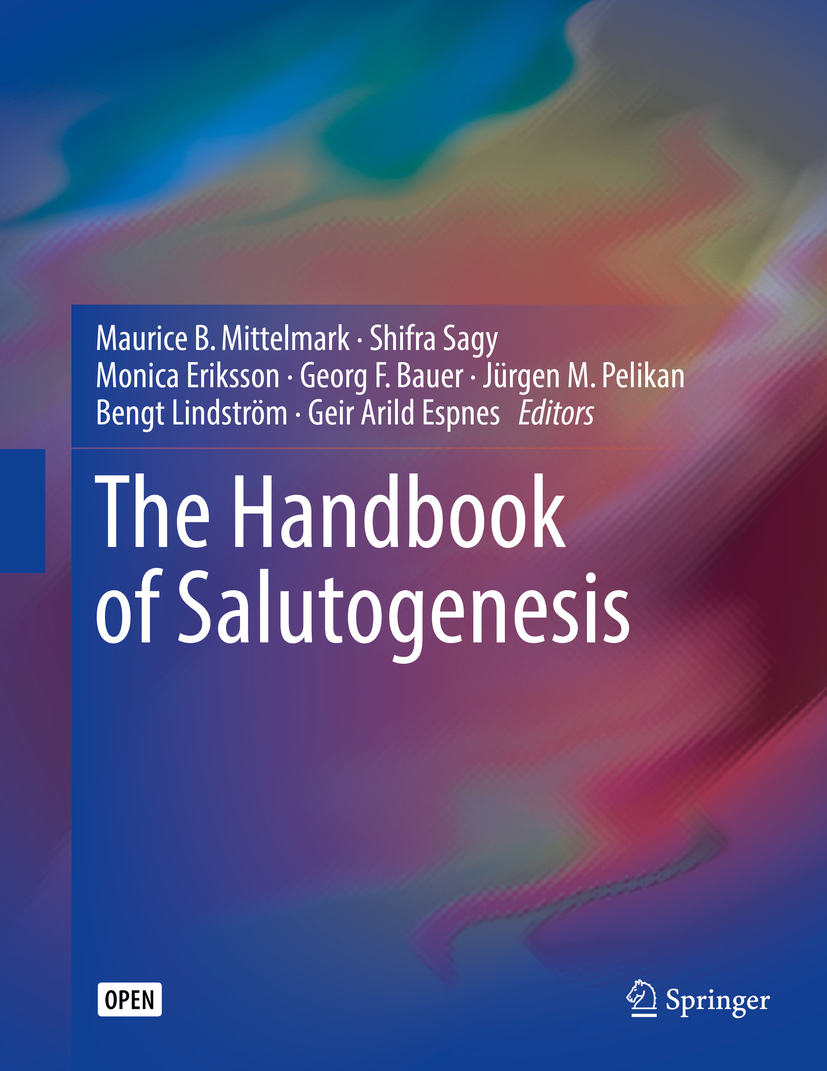 Maurice B. Mittelmark · Shifra Sagy
Monica Eriksson · Georg F. Bauer · Jürgen M. Pelikan
Bengt Lindström · Geir Arild Espnes Editors
The Handbook
of Salutogenesis
OPEN
Springer